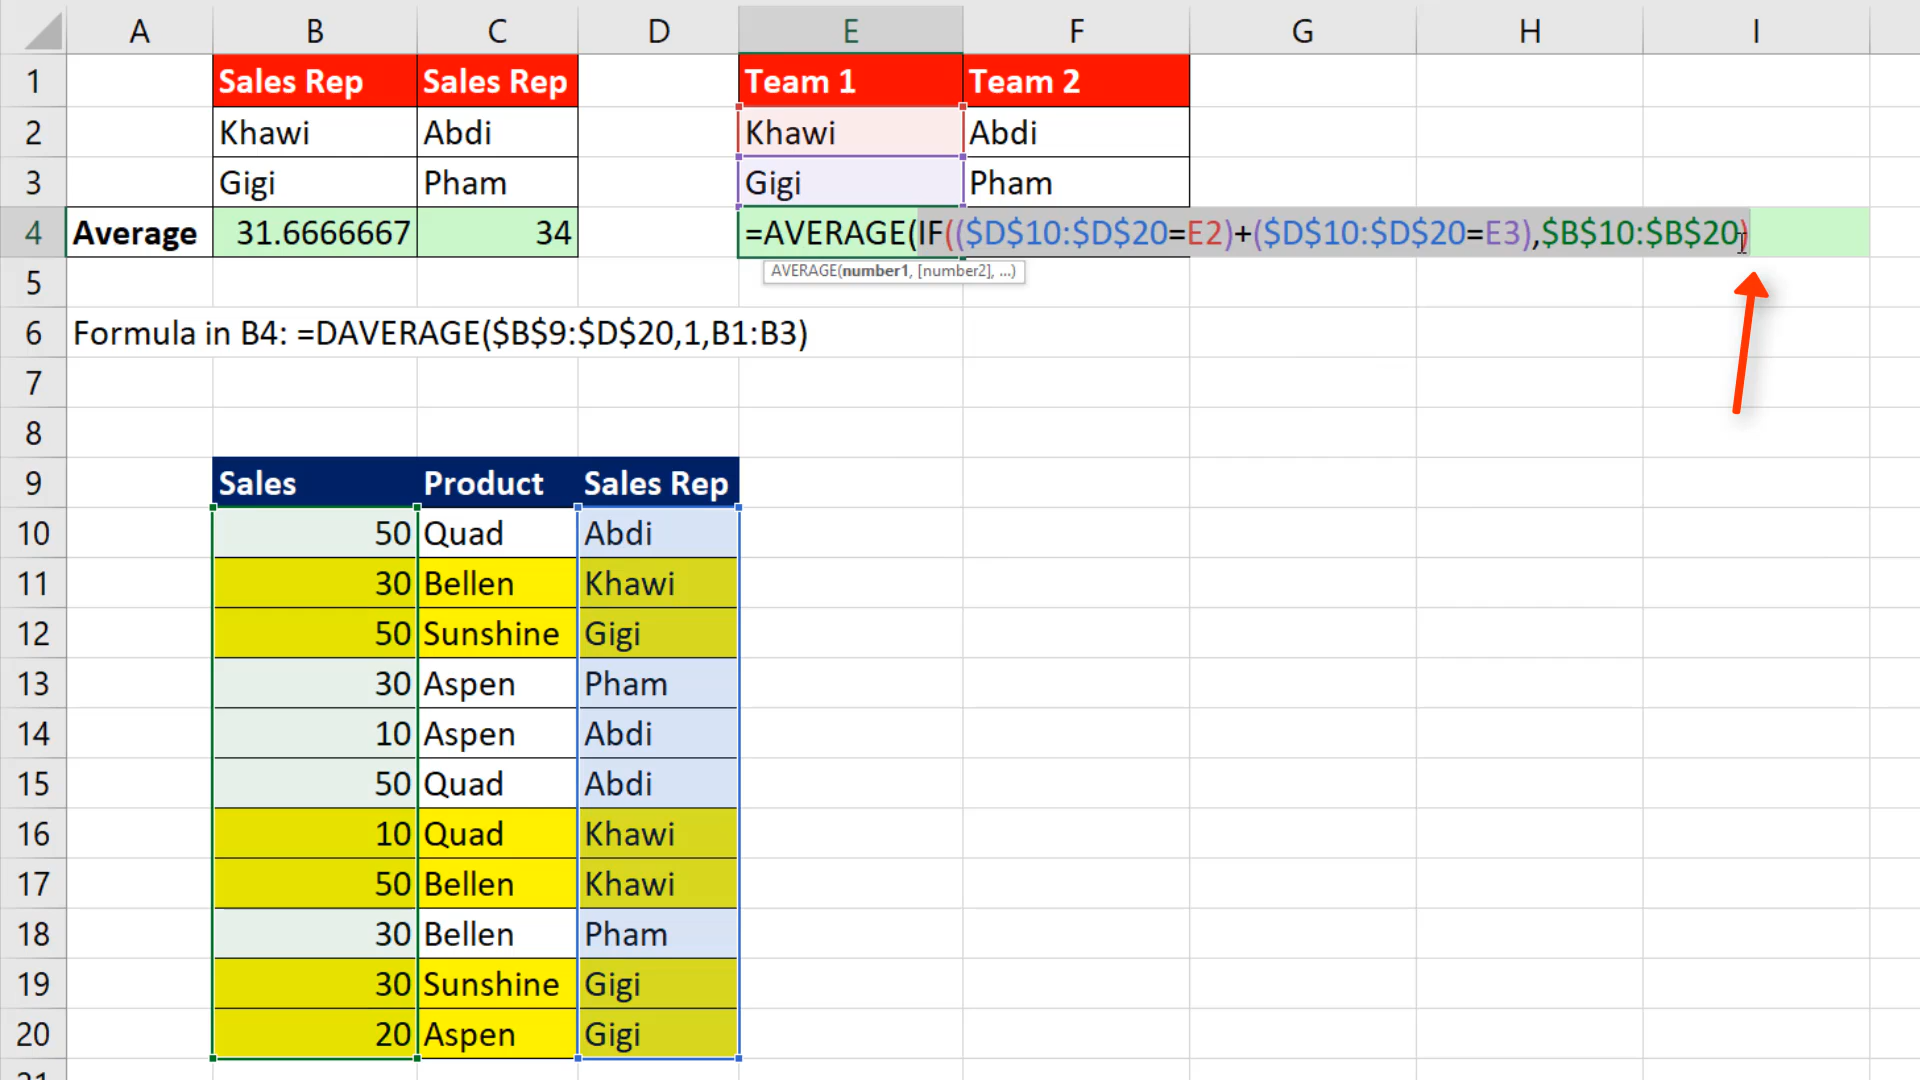 A B C D E F G H I
1 Sales Rep Sales Rep Team 1 Team 2
2 Khawi Abdi Khawi Abdi
3 Gigi Pham Gigi Pham
4 Average 31.6666667 34 =AVERAGE(IF(($D$10:$D$20=E2)+($D$10:$D$20=E3),$B$10:$B$20)
AVERAGE(number1, [number2], ...)
5
6 Formula in B4: =DAVERAGE($B$9:$D$20,1,B1:B3)
7
8
9 Sales Product Sales Rep
10 50 Quad Abdi
11 30 Bellen Khawi
12 50 Sunshine Gigi
13 30 Aspen Pham
14 10 Aspen Abdi
15 50 Quad Abdi
16 10 Quad Khawi
17 50 Bellen Khawi
18 30 Bellen Pham
19 30 Sunshine Gigi
20 20 Aspen Gigi
21